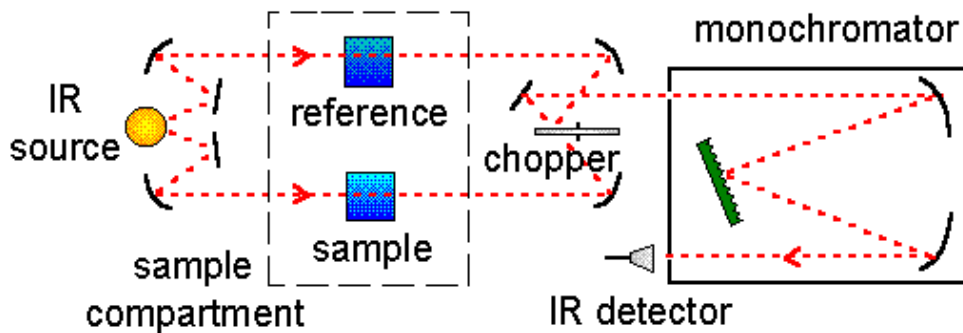 monochromator
IR
source
reference
chopper
sample
sample
compartment
IR detector